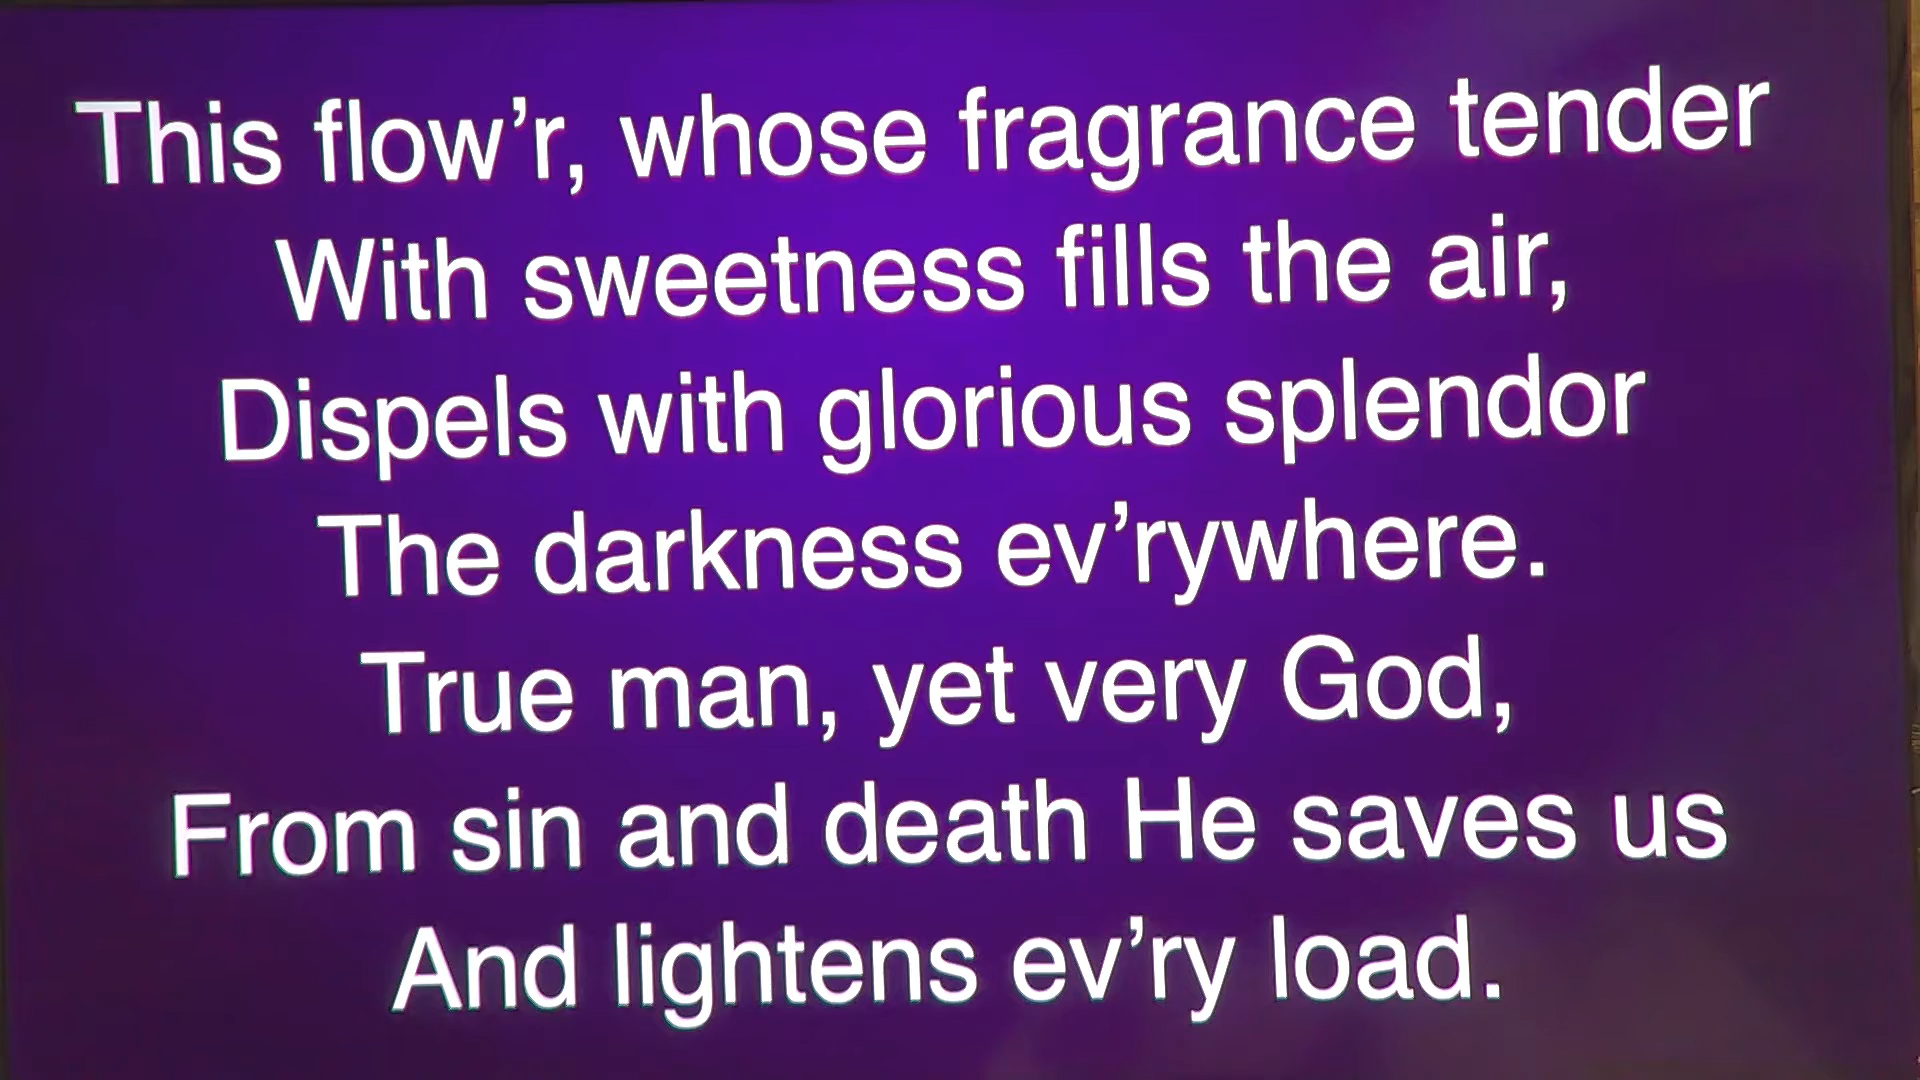 This flow’r, whose fragrance tender
With sweetness fills the air,
Dispels with glorious splendor
The darkness ev’rywhere.
True man, yet very God,
From sin and death He saves us
And lightens ev’ry load.